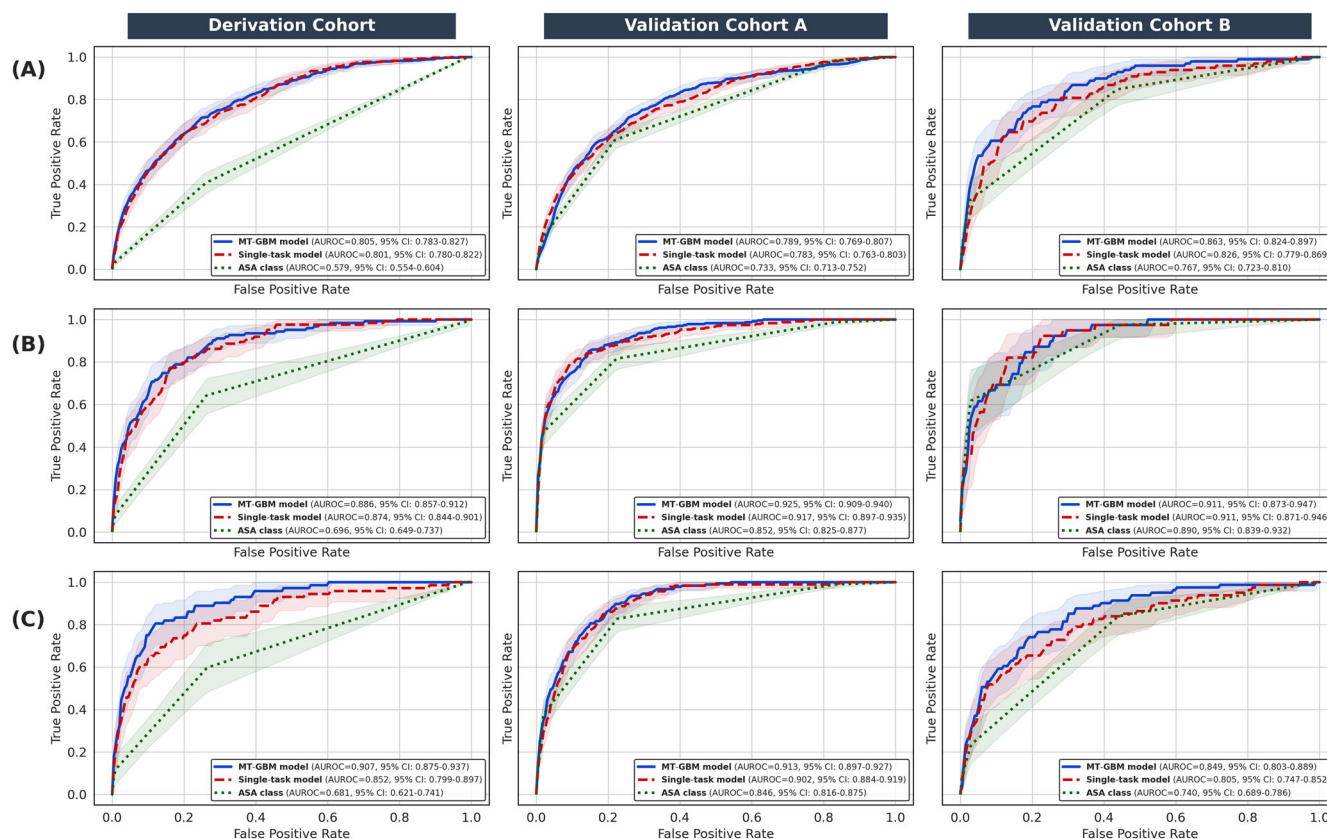 Derivation Cohort
Validation Cohort A
Validation Cohort B
(A)
True Positive Rate
1.0
0.8
0.6
0.4
0.2
0.0
MT-GBM model (AUROC=0.805, 95% CI: 0.783-0.827)
Single-task model (AUROC=0.801, 95% CI: 0.780-0.822)
ASA class (AUROC=0.579, 95% CI: 0.554-0.604)
False Positive Rate
True Positive Rate
MT-GBM model (AUROC=0.789, 95% CI: 0.769-0.807)
Single-task model (AUROC=0.783, 95% CI: 0.763-0.803)
ASA class (AUROC=0.733, 95% CI: 0.713-0.752)
False Positive Rate
True Positive Rate
MT-GBM model (AUROC=0.863, 95% CI: 0.824-0.897)
Single-task model (AUROC=0.826, 95% CI: 0.779-0.869)
ASA class (AUROC=0.767, 95% CI: 0.723-0.810)
False Positive Rate
(B)
True Positive Rate
1.0
0.8
0.6
0.4
0.2
0.0
MT-GBM model (AUROC=0.886, 95% CI: 0.857-0.912)
Single-task model (AUROC=0.874, 95% CI: 0.844-0.901)
ASA class (AUROC=0.696, 95% CI: 0.649-0.737)
False Positive Rate
True Positive Rate
MT-GBM model (AUROC=0.925, 95% CI: 0.909-0.940)
Single-task model (AUROC=0.917, 95% CI: 0.897-0.935)
ASA class (AUROC=0.852, 95% CI: 0.825-0.877)
False Positive Rate
True Positive Rate
MT-GBM model (AUROC=0.911, 95% CI: 0.873-0.947)
Single-task model (AUROC=0.911, 95% CI: 0.871-0.946)
ASA class (AUROC=0.890, 95% CI: 0.839-0.932)
False Positive Rate
(C)
True Positive Rate
1.0
0.8
0.6
0.4
0.2
0.0
MT-GBM model (AUROC=0.907, 95% CI: 0.875-0.937)
Single-task model (AUROC=0.852, 95% CI: 0.799-0.897)
ASA class (AUROC=0.681, 95% CI: 0.621-0.741)
0.0 0.2 0.4 0.6 0.8 1.0
False Positive Rate
True Positive Rate
MT-GBM model (AUROC=0.913, 95% CI: 0.897-0.927)
Single-task model (AUROC=0.902, 95% CI: 0.884-0.919)
ASA class (AUROC=0.846, 95% CI: 0.816-0.875)
0.0 0.2 0.4 0.6 0.8 1.0
False Positive Rate
True Positive Rate
MT-GBM model (AUROC=0.849, 95% CI: 0.803-0.889)
Single-task model (AUROC=0.805, 95% CI: 0.747-0.852)
ASA class (AUROC=0.740, 95% CI: 0.689-0.786)
0.0 0.2 0.4 0.6 0.8 1.0
False Positive Rate